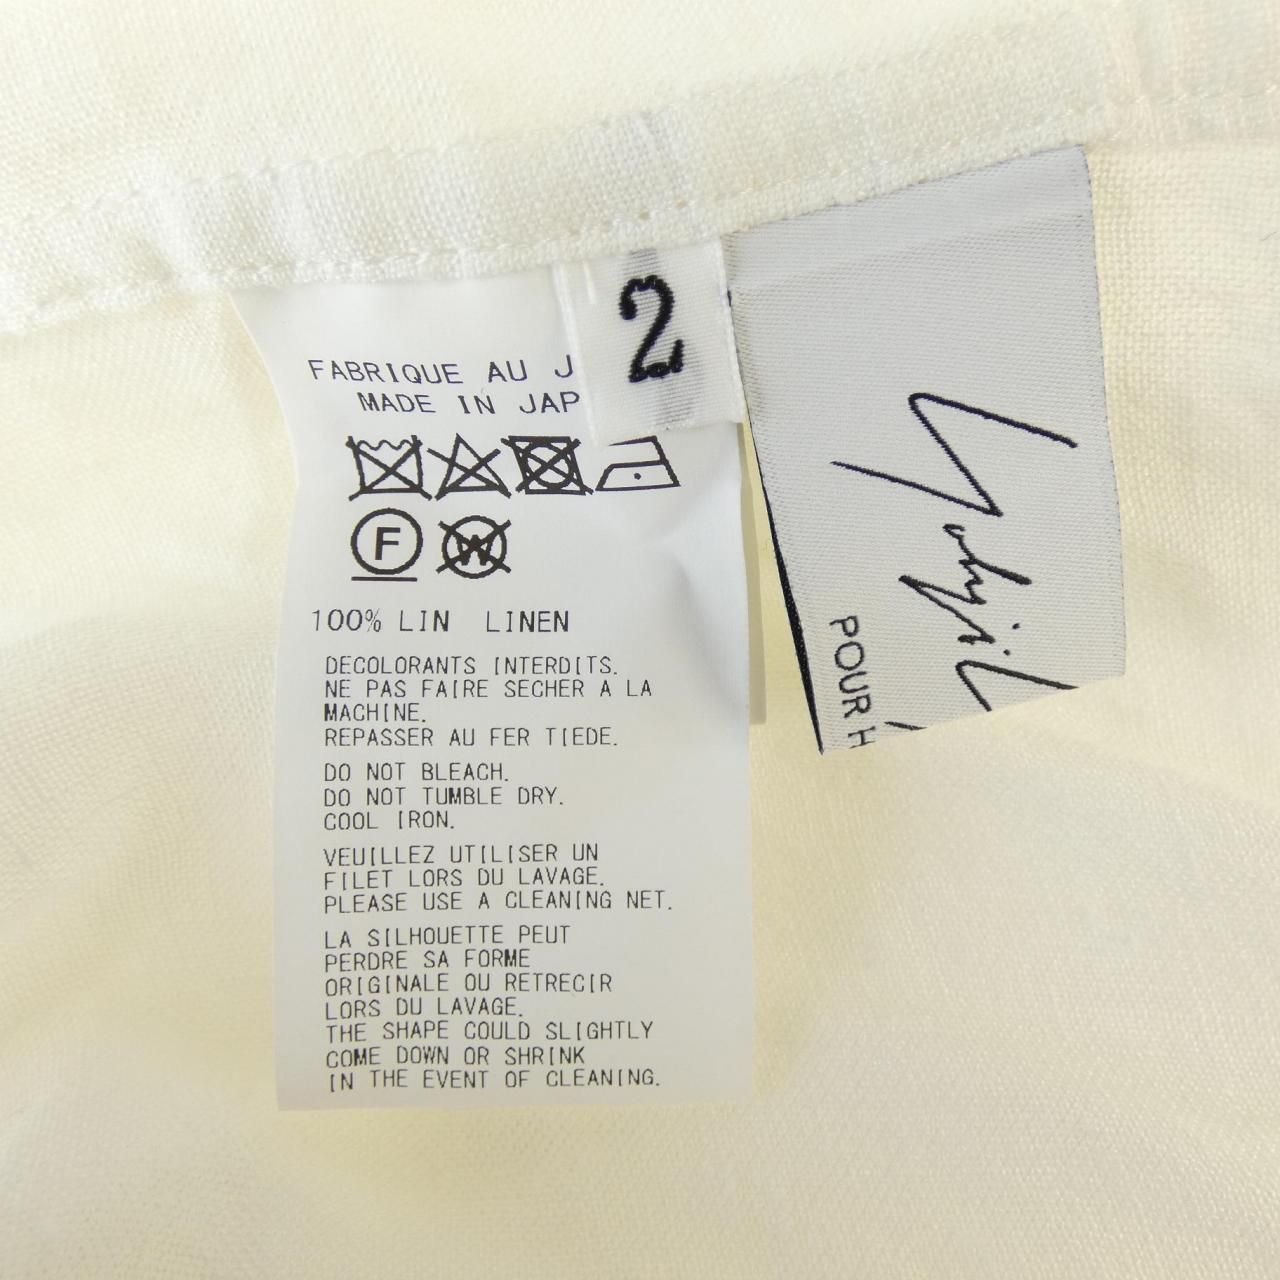 2
FABRIQUE AU J
MADE IN JAP
F
W
100% LIN LINEN
DECOLORANTS INTERDITS.
NE PAS FAIRE SECHER A LA
MACHINE.
REPASSER AU FER TIEDE.
DO NOT BLEACH.
DO NOT TUMBLE DRY.
COOL IRON.
VEUILLEZ UTILISER UN
FILET LORS DU LAVAGE.
PLEASE USE A CLEANING NET.
LA SILHOUETTE PEUT
PERDRE SA FORME
ORIGINALE OU RETRECIR
LORS DU LAVAGE.
THE SHAPE COULD SLIGHTLY
COME DOWN OR SHRINK
IN THE EVENT OF CLEANING.
Yohji
POUR H